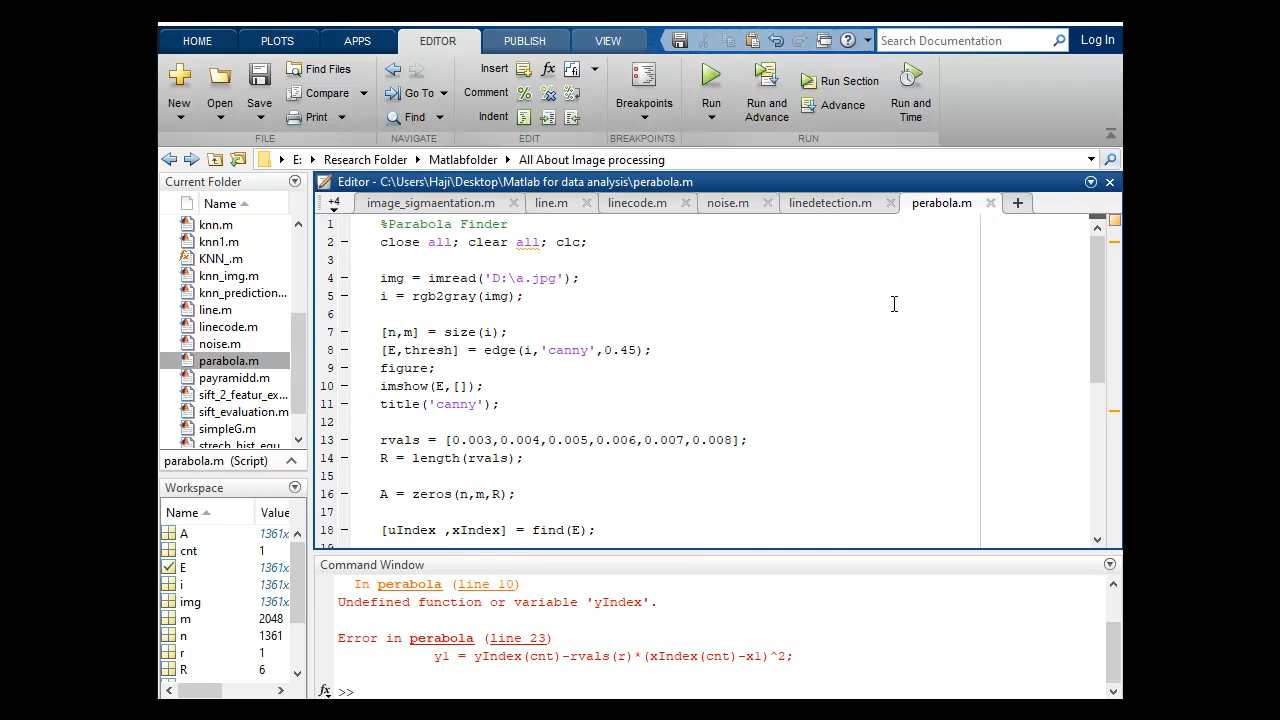 HOME PLOTS APPS EDITOR PUBLISH VIEW Search Documentation Log In
Find Files Insert fx
New Open Save Compare Go To Comment Breakpoints Run Run and Advance Run Section Advance Run and Time
Print Find Indent
FILE NAVIGATE EDIT BREAKPOINTS RUN
E: Research Folder Matlabfolder All About Image processing
Current Folder
Name
knn.m
knn1.m
KNN_.m
knn_img.m
knn_prediction...
line.m
linecode.m
noise.m
parabola.m
payramidd.m
sift_2_featur_ex...
sift_evaluation.m
simpleG.m
strech_hist_equ
parabola.m (Script)
Workspace
Name Value
A 1361x
cnt 1
E 1361x
i 1361x
img 1361x
m 2048
n 1361
r 1
R 6
Editor - C:\Users\Haji\Desktop\Matlab for data analysis\perabola.m
+4 image_sigmaentation.m line.m linecode.m noise.m linedetection.m perabola.m
1 %Parabola Finder
2 close all; clear all; clc;
3
4 img = imread('D:\a.jpg');
5 i = rgb2gray(img);
6
7 [n,m] = size(i);
8 [E,thresh] = edge(i,'canny',0.45);
9 figure;
10 imshow(E,[]);
11 title('canny');
12
13 rvals = [0.003,0.004,0.005,0.006,0.007,0.008];
14 R = length(rvals);
15
16 A = zeros(n,m,R);
17
18 [uIndex ,xIndex] = find(E);
19
Command Window
In perabola (line 10)
Undefined function or variable 'yIndex'.
Error in perabola (line 23)
y1 = yIndex(cnt)-rvals(r)*(xIndex(cnt)-x1)^2;
fx >>